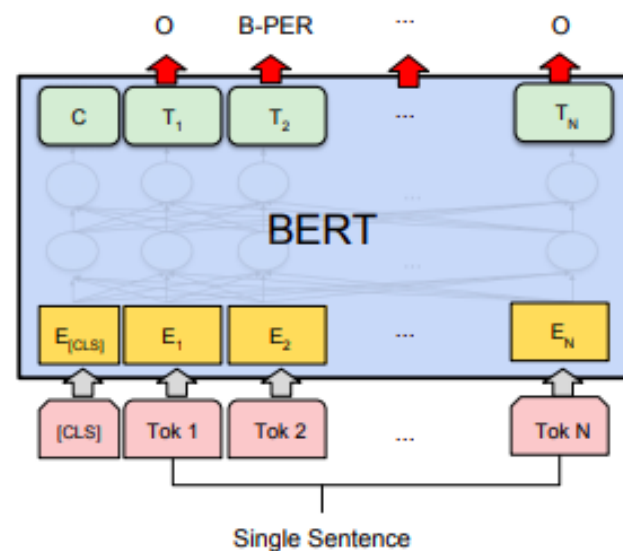 O B-PER ... O
C T1 T2 ... TN
...
BERT
...
E[CLS] E1 E2 ... EN
[CLS] Tok 1 Tok 2 ... Tok N
Single Sentence